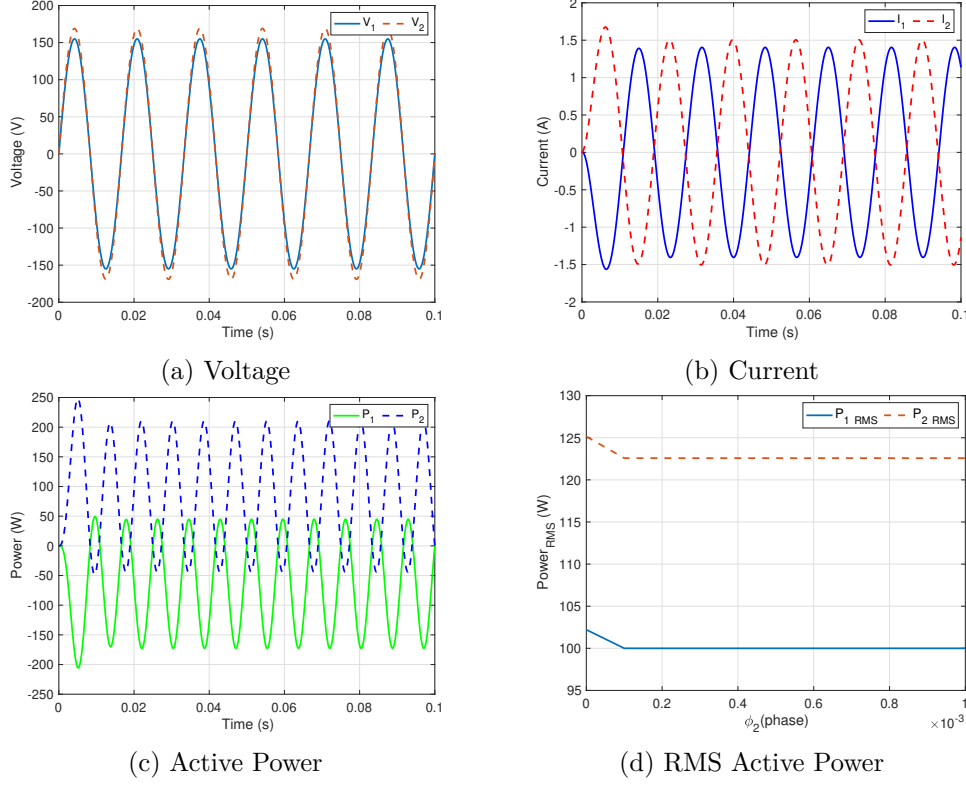 200
150
100
50
0
-50
-100
-150
-200
Voltage (V)
V1 V2
0 0.02 0.04 0.06 0.08 0.1
Time (s)
(a) Voltage
2
1.5
1
0.5
0
-0.5
-1
-1.5
-2
Current (A)
I1 I2
0 0.02 0.04 0.06 0.08 0.1
Time (s)
(b) Current
250
200
150
100
50
0
-50
-100
-150
-200
-250
Power (W)
P1 P2
0 0.02 0.04 0.06 0.08 0.1
Time (s)
(c) Active Power
130
125
120
115
110
105
100
95
PowerRMS (W)
P1 RMS P2 RMS
0 0.2 0.4 0.6 0.8 1
×10-3
ϕ2(phase)
(d) RMS Active Power